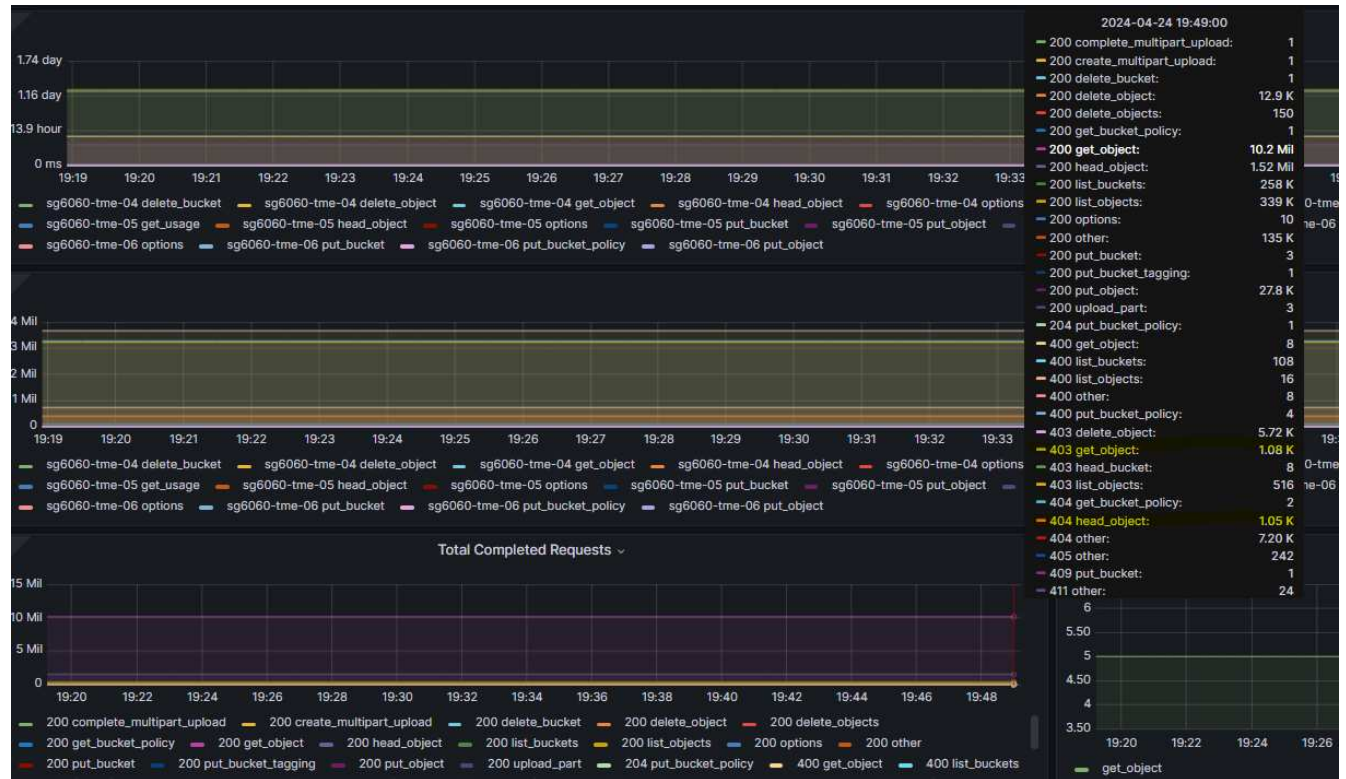 1.74 day
1.16 day
13.9 hour
0 ms
19:19 19:20 19:21 19:22 19:23 19:24 19:25 19:26 19:27 19:28 19:29 19:30 19:31 19:32 19:33
sg6060-tme-04 delete_bucket sg6060-tme-04 delete_object sg6060-tme-04 get_object sg6060-tme-04 head_object sg6060-tme-04 options
sg6060-tme-05 get_usage sg6060-tme-05 head_object sg6060-tme-05 options sg6060-tme-05 put_bucket sg6060-tme-05 put_object
sg6060-tme-06 options sg6060-tme-06 put_bucket sg6060-tme-06 put_bucket_policy sg6060-tme-06 put_object
4 Mil
3 Mil
2 Mil
1 Mil
0
19:19 19:20 19:21 19:22 19:23 19:24 19:25 19:26 19:27 19:28 19:29 19:30 19:31 19:32 19:33
sg6060-tme-04 delete_bucket sg6060-tme-04 delete_object sg6060-tme-04 get_object sg6060-tme-04 head_object sg6060-tme-04 options
sg6060-tme-05 get_usage sg6060-tme-05 head_object sg6060-tme-05 options sg6060-tme-05 put_bucket sg6060-tme-05 put_object
sg6060-tme-06 options sg6060-tme-06 put_bucket sg6060-tme-06 put_bucket_policy sg6060-tme-06 put_object
2024-04-24 19:49:00
200 complete_multipart_upload: 1
200 create_multipart_upload: 1
200 delete_bucket: 1
200 delete_object: 12.9 K
200 delete_objects: 150
200 get_bucket_policy: 1
200 get_object: 10.2 Mil
200 head_object: 1.52 Mil
200 list_buckets: 258 K
200 list_objects: 339 K
200 options: 10
200 other: 135 K
200 put_bucket: 3
200 put_bucket_tagging: 1
200 put_object: 27.8 K
200 upload_part: 3
204 put_bucket_policy: 1
400 get_object: 8
400 list_buckets: 108
400 list_objects: 16
400 other: 8
400 put_bucket_policy: 4
403 delete_object: 5.72 K
403 get_object: 1.08 K
403 head_bucket: 8
403 list_objects: 516
404 get_bucket_policy: 2
404 head_object: 1.05 K
404 other: 7.20 K
405 other: 242
409 put_bucket: 1
411 other: 24
Total Completed Requests
15 Mil
10 Mil
5 Mil
0
19:20 19:22 19:24 19:26 19:28 19:30 19:32 19:34 19:36 19:38 19:40 19:42 19:44 19:46 19:48
200 complete_multipart_upload 200 create_multipart_upload 200 delete_bucket 200 delete_object 200 delete_objects
200 get_bucket_policy 200 get_object 200 head_object 200 list_buckets 200 list_objects 200 options 200 other
200 put_bucket 200 put_bucket_tagging 200 put_object 200 upload_part 204 put_bucket_policy 400 get_object 400 list_buckets
6
5.50
5
4.50
4
3.50
19:20 19:22 19:24 19:26
get_object